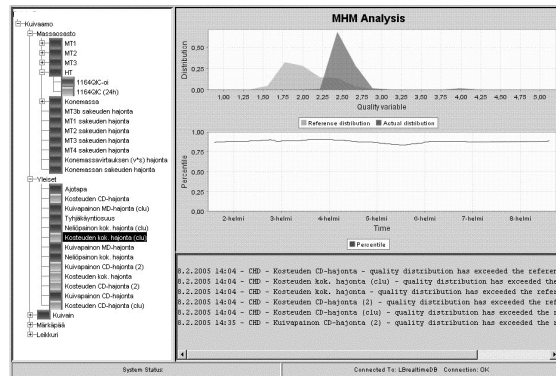 Kuivaamo
Massaosasto
MT1
MT2
MT3
HT
1164QIC-oi
1164QIC (24h)
Konemassa
MT3b sakeuden hajonta
MT1 sakeuden hajonta
MT2 sakeuden hajonta
MT3 sakeuden hajonta
MT4 sakeuden hajonta
Konemassavirtauksen (v*s) hajonta
Konemassan sakeuden hajonta
Yleiset
Ajotapa
Kosteuden CD-hajonta
Kuivapainon MD-hajonta (clu)
Tyhjäkäyntiosuus
Neliöpainon kok. hajonta (clu)
Kosteuden kok. hajonta (clu)
Kuivapainon MD-hajonta
Neliöpainon kok. hajonta
Kuivapainon CD-hajonta (2)
Kosteuden kok. hajonta
Kosteuden CD-hajonta (2)
Kuivapainon CD-hajonta
Kosteuden CD-hajonta (clu)
Kuivain
Märkäpää
Leikkuri
MHM Analysis
Distribution
0,50
0,25
0,00
1,00 1,25 1,50 1,75 2,00 2,25 2,50 2,75 3,00 3,25 3,50 3,75 4,00 4,25 4,50 4,75 5,00
Quality variable
Reference distribution Actual distribution
Percentile
1,00
0,75
0,50
0,25
0,00
2-helmi 3-helmi 4-helmi 5-helmi 6-helmi 7-helmi 8-helmi
Time
Percentile
8.2.2005 14:04 - CHD - Kosteuden CD-hajonta - quality distribution has exceeded the referen
8.2.2005 14:04 - CHD - Kosteuden kok. hajonta (clu) - quality distribution has exceeded the
8.2.2005 14:04 - CHD - Kosteuden kok. hajonta - quality distribution has exceeded the refer
8.2.2005 14:04 - CHD - Kosteuden CD-hajonta (2) - quality distribution has exceeded the ref
8.2.2005 14:04 - CHD - Kosteuden CD-hajonta (clu) - quality distribution has exceeded the r
8.2.2005 14:35 - CHD - Kuivapainon CD-hajonta (2) - quality distribution has exceeded the r
System Status: Connected To: LBrealtimeDB Connection: OK